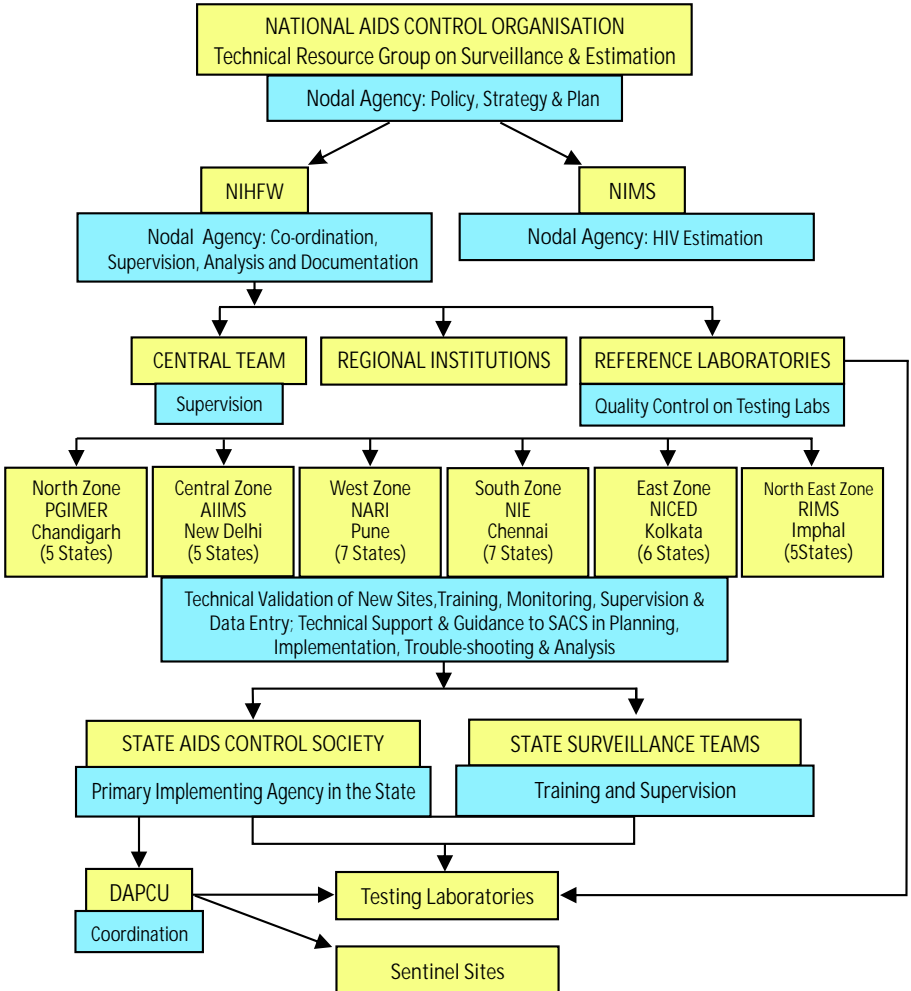 NATIONAL AIDS CONTROL ORGANISATION
Technical Resource Group on Surveillance & Estimation
Nodal Agency: Policy, Strategy & Plan
NIHFW
Nodal Agency: Co-ordination,
Supervision, Analysis and Documentation
NIMS
Nodal Agency: HIV Estimation
CENTRAL TEAM
Supervision
REGIONAL INSTITUTIONS
REFERENCE LABORATORIES
Quality Control on Testing Labs
North Zone
PGIMER
Chandigarh
(5 States)
Central Zone
AIIMS
New Delhi
(5 States)
West Zone
NARI
Pune
(7 States)
South Zone
NIE
Chennai
(7 States)
East Zone
NICED
Kolkata
(6 States)
North East Zone
RIMS
Imphal
(5States)
Technical Validation of New Sites,Training, Monitoring, Supervision &
Data Entry; Technical Support & Guidance to SACS in Planning,
Implementation, Trouble-shooting & Analysis
STATE AIDS CONTROL SOCIETY
Primary Implementing Agency in the State
STATE SURVEILLANCE TEAMS
Training and Supervision
DAPCU
Coordination
Testing Laboratories
Sentinel Sites